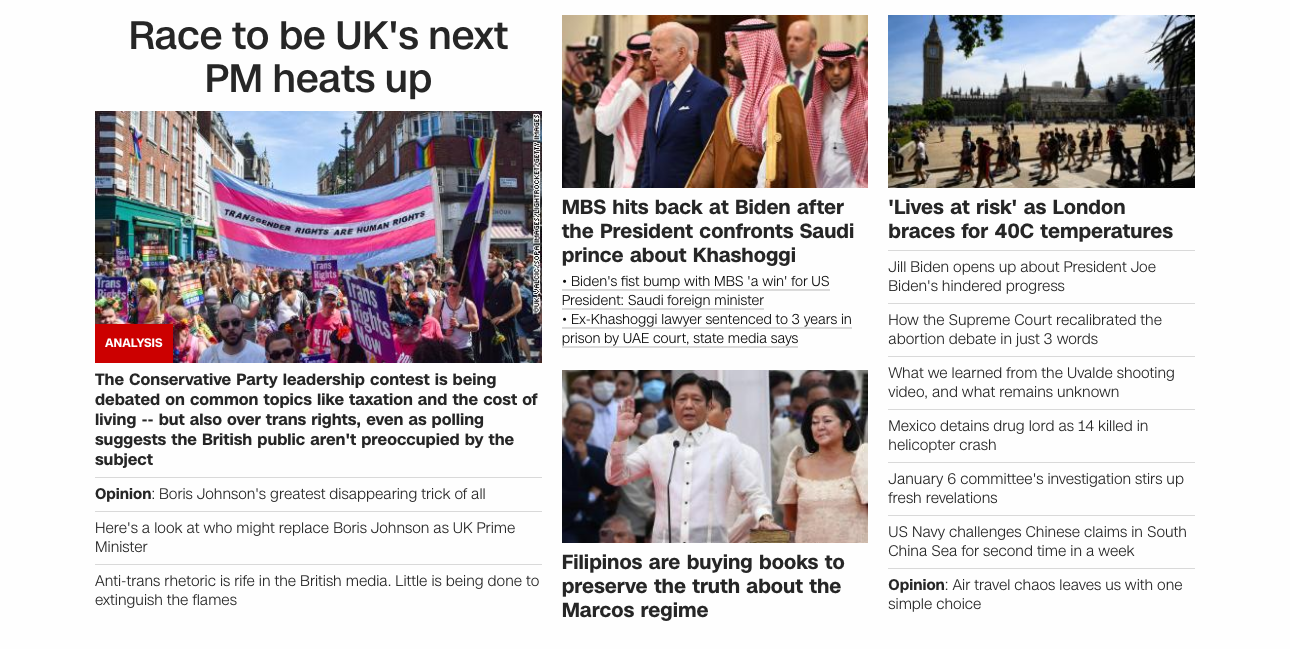 Race to be UK's next
PM heats up
TRANSGENDER RIGHTS ARE HUMAN RIGHTS
Trans
Rights
Trans
Rights
Now
ANALYSIS
The Conservative Party leadership contest is being
debated on common topics like taxation and the cost of
living -- but also over trans rights, even as polling
suggests the British public aren't preoccupied by the
subject
Opinion: Boris Johnson's greatest disappearing trick of all
Here's a look at who might replace Boris Johnson as UK Prime
Minister
Anti-trans rhetoric is rife in the British media. Little is being done to
extinguish the flames
MBS hits back at Biden after
the President confronts Saudi
prince about Khashoggi
• Biden's fist bump with MBS 'a win' for US
President: Saudi foreign minister
• Ex-Khashoggi lawyer sentenced to 3 years in
prison by UAE court, state media says
Filipinos are buying books to
preserve the truth about the
Marcos regime
'Lives at risk' as London
braces for 40C temperatures
Jill Biden opens up about President Joe
Biden's hindered progress
How the Supreme Court recalibrated the
abortion debate in just 3 words
What we learned from the Uvalde shooting
video, and what remains unknown
Mexico detains drug lord as 14 killed in
helicopter crash
January 6 committee's investigation stirs up
fresh revelations
US Navy challenges Chinese claims in South
China Sea for second time in a week
Opinion: Air travel chaos leaves us with one
simple choice